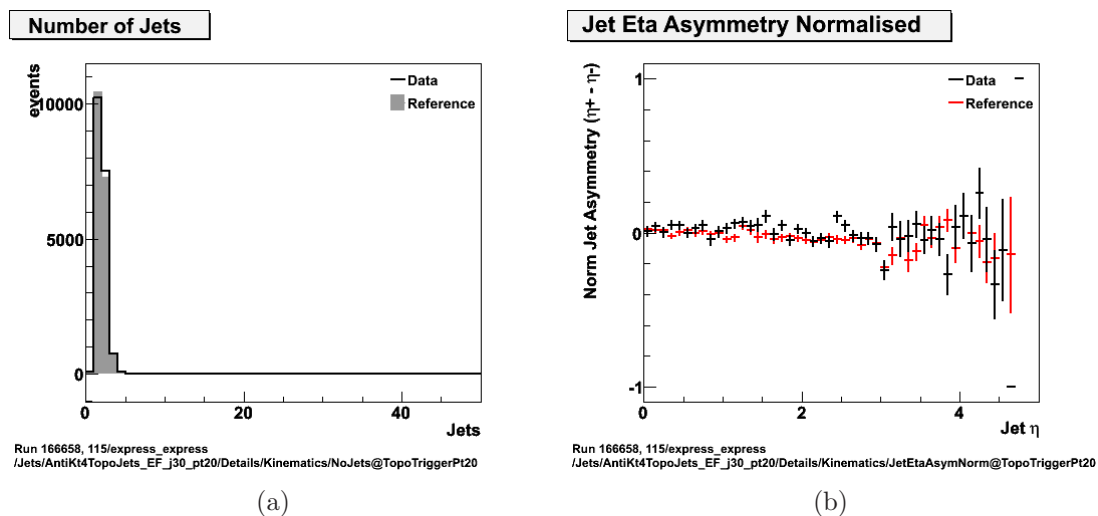 Number of Jets
events
10000
5000
0
0
20
40
Jets
Data
Reference
Run 166658, 115/express_express
/Jets/AntiKt4TopoJets_EF_j30_pt20/Details/Kinematics/NoJets@TopoTriggerPt20
(a)
Jet Eta Asymmetry Normalised
Norm Jet Asymmetry (η+ - η-)
1
0
-1
0
2
4
Jet η
Data
Reference
Run 166658, 115/express_express
/Jets/AntiKt4TopoJets_EF_j30_pt20/Details/Kinematics/JetEtaAsymNorm@TopoTriggerPt20
(b)